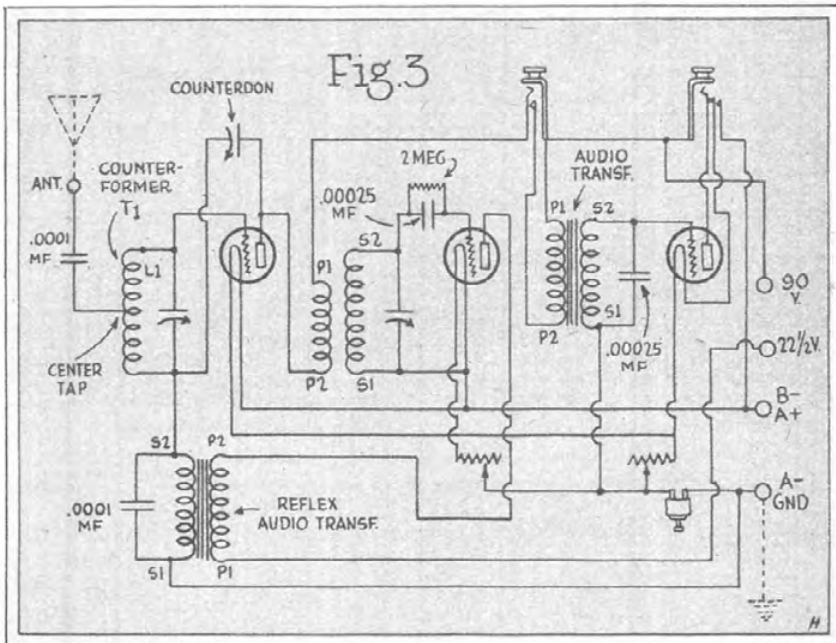 Fig.3
COUNTERDON
ANT.
COUNTER-
FORMER
T1
.0001
MF
L1
CENTER
TAP
2 MEG
.00025
MF
P1
S2
P2
S1
AUDIO
TRANSF.
P1
S2
P2
S1
.00025
MF
90
V.
22 1/2 V.
B-
A+
A-
GND
S2
P2
.0001
MF
REFLEX
AUDIO TRANSF.
S1
P1
H